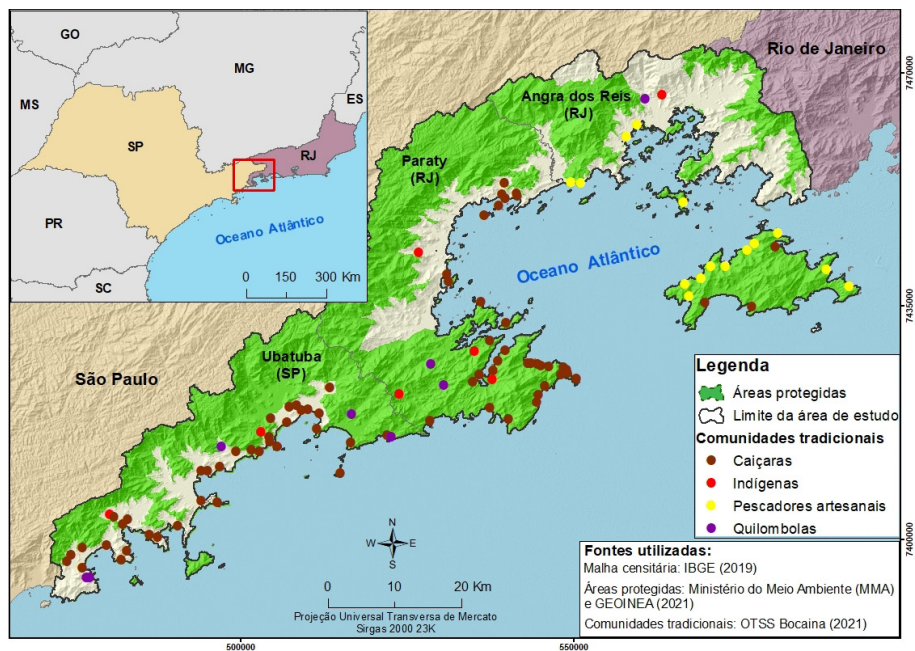 GO
MG
MS
ES
SP
RJ
PR
Oceano Atlântico
SC
0 150 300 Km
Rio de Janeiro
Angra dos Reis
(RJ)
Paraty
(RJ)
Oceano Atlântico
Ubatuba
(SP)
São Paulo
7470000
7435000
7400000
Legenda
Áreas protegidas
Limite da área de estudo
Comunidades tradicionais
Caiçaras
Indígenas
Pescadores artesanais
Quilombolas
N
W E
S
0 10 20 Km
Projeção Universal Transversa de Mercato
Sirgas 2000 23K
Fontes utilizadas:
Malha censitária: IBGE (2019)
Áreas protegidas: Ministério do Meio Ambiente (MMA)
e GEOINEA (2021)
Comunidades tradicionais: OTSS Bocaina (2021)
500000
550000